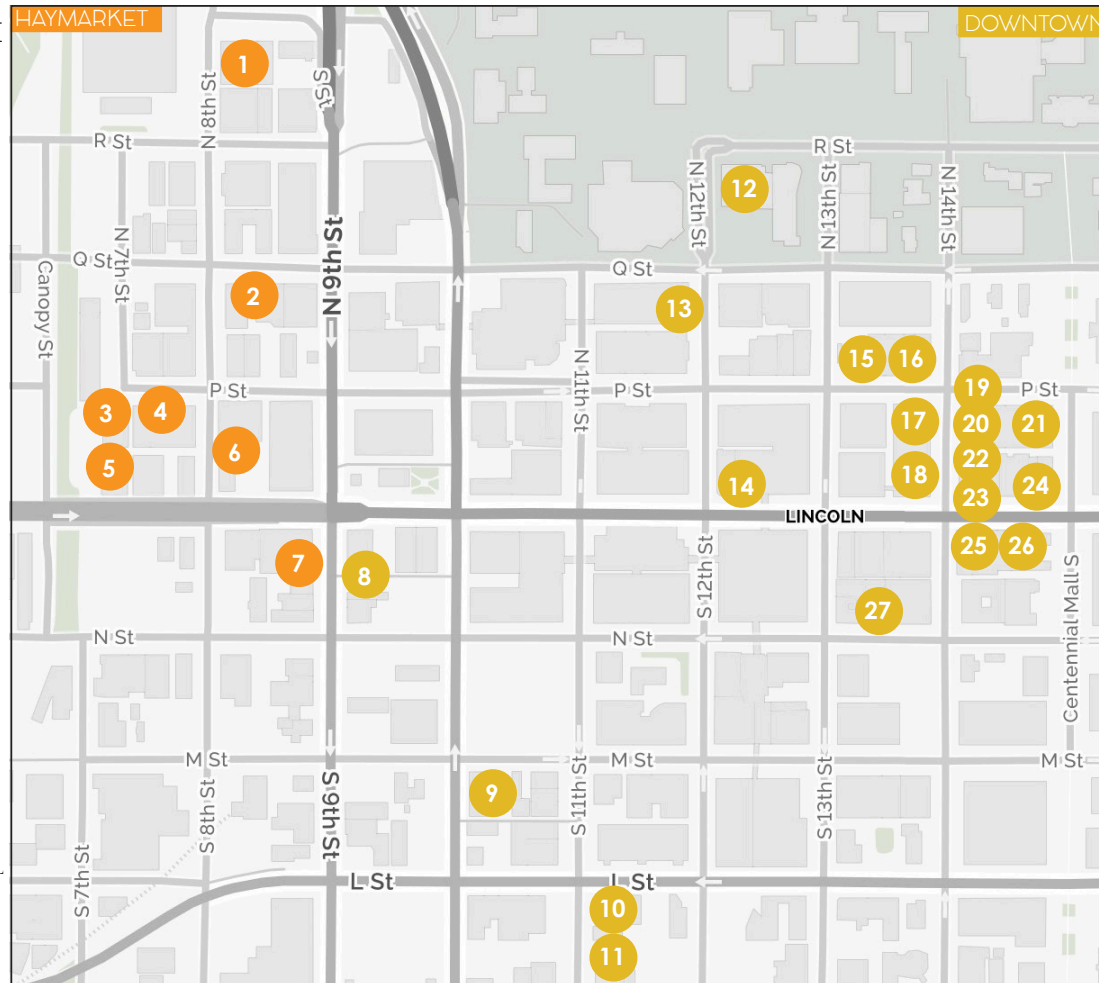 HAYMARKET
DOWNTOWN
1
N 8th St
S St
R St
R St
N 12th St
12
N 13th St
N 14th St
N 7th St
N 9th St
Q St
Q St
Canopy St
2
13
N 11th St
15
16
P St
P St
19
P St
3
4
17
20
21
6
5
22
18
14
23
24
LINCOLN
7
8
S 12th St
25
26
27
N St
N St
Centennial Mall S
M St
M St
M St
S 8th St
S 9th St
9
S 11th St
S 13th St
S 7th St
L St
L St
10
11